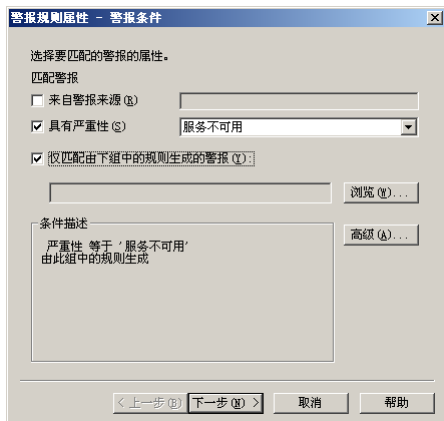 警报规则属性 - 警报条件
选择要匹配的警报的属性。
匹配警报
来自警报来源(R)
具有严重性(S)
服务不可用
仅匹配由下组中的规则生成的警报(Y):
浏览(W)...
条件描述
高级(A)...
严重性 等于 ‘服务不可用’
由此组中的规则生成
< 上一步(B)
下一步(N) >
取消
帮助